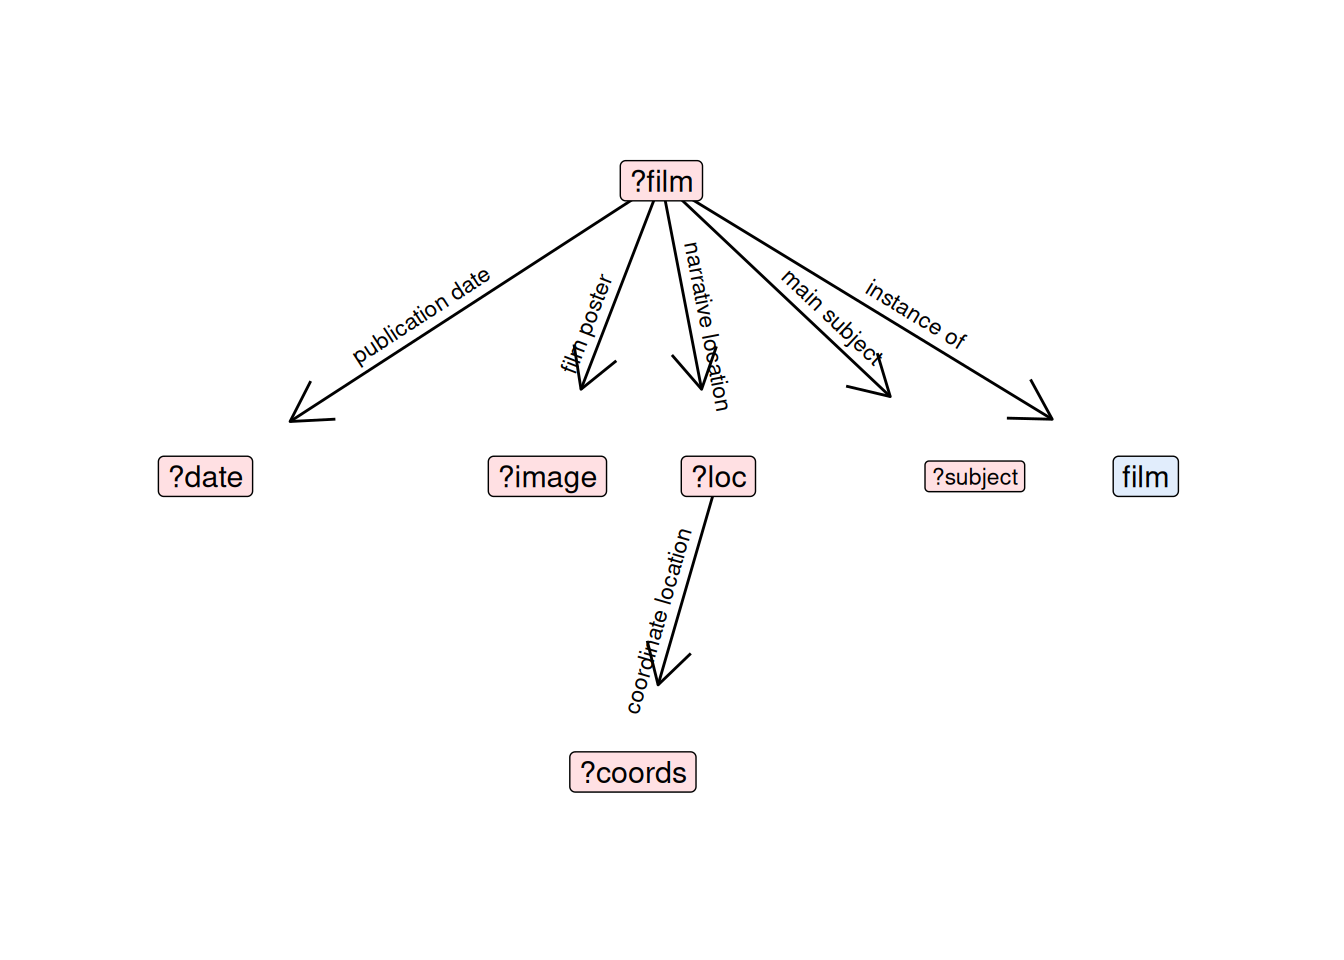 ?film
publication date
film poster
narrative location
main subject
instance of
?date
?image
?loc
?subject
film
coordinate location
?coords